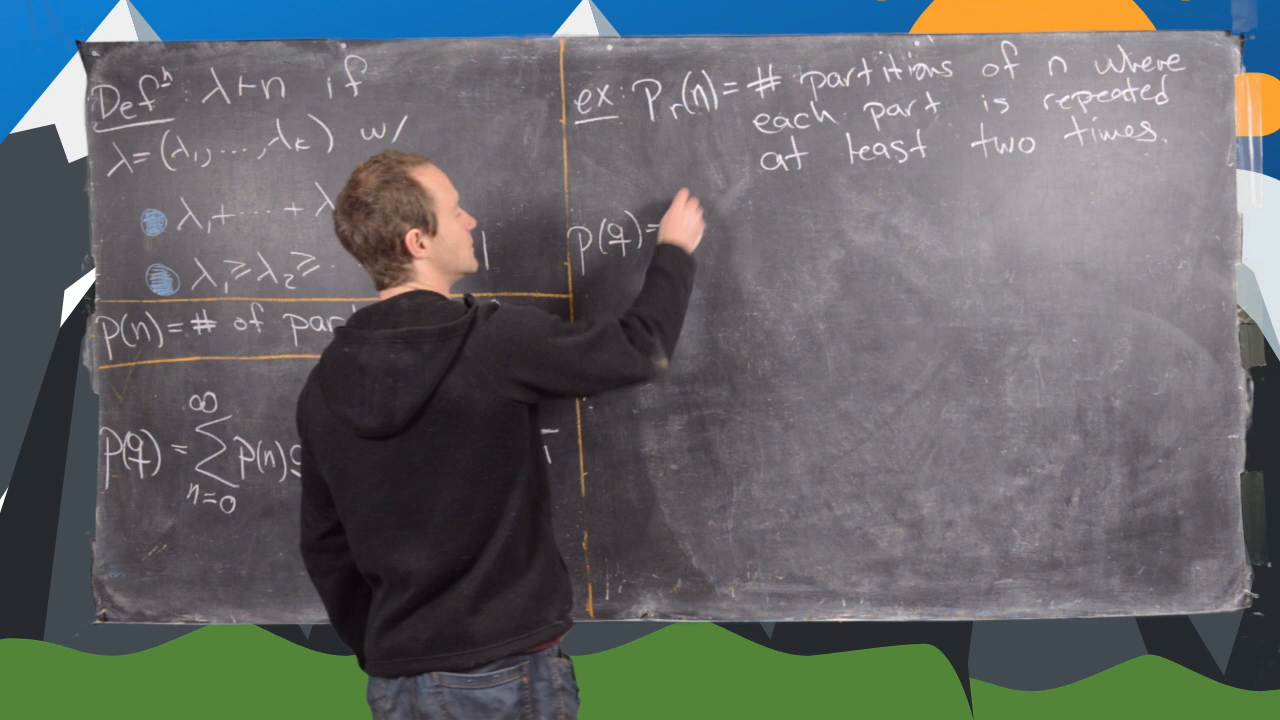 Defⁿ: λ⊢n if
λ=(λ₁,...,λₖ) w/
λ₁+···+λ
λ₁≥λ₂≥
p(n)=# of par
P(q)=∑_{n=0}^{∞} p(n)q
ex: Pᵣ(n)=# partitions of n where
each part is repeated
at least two times.
P(q)=